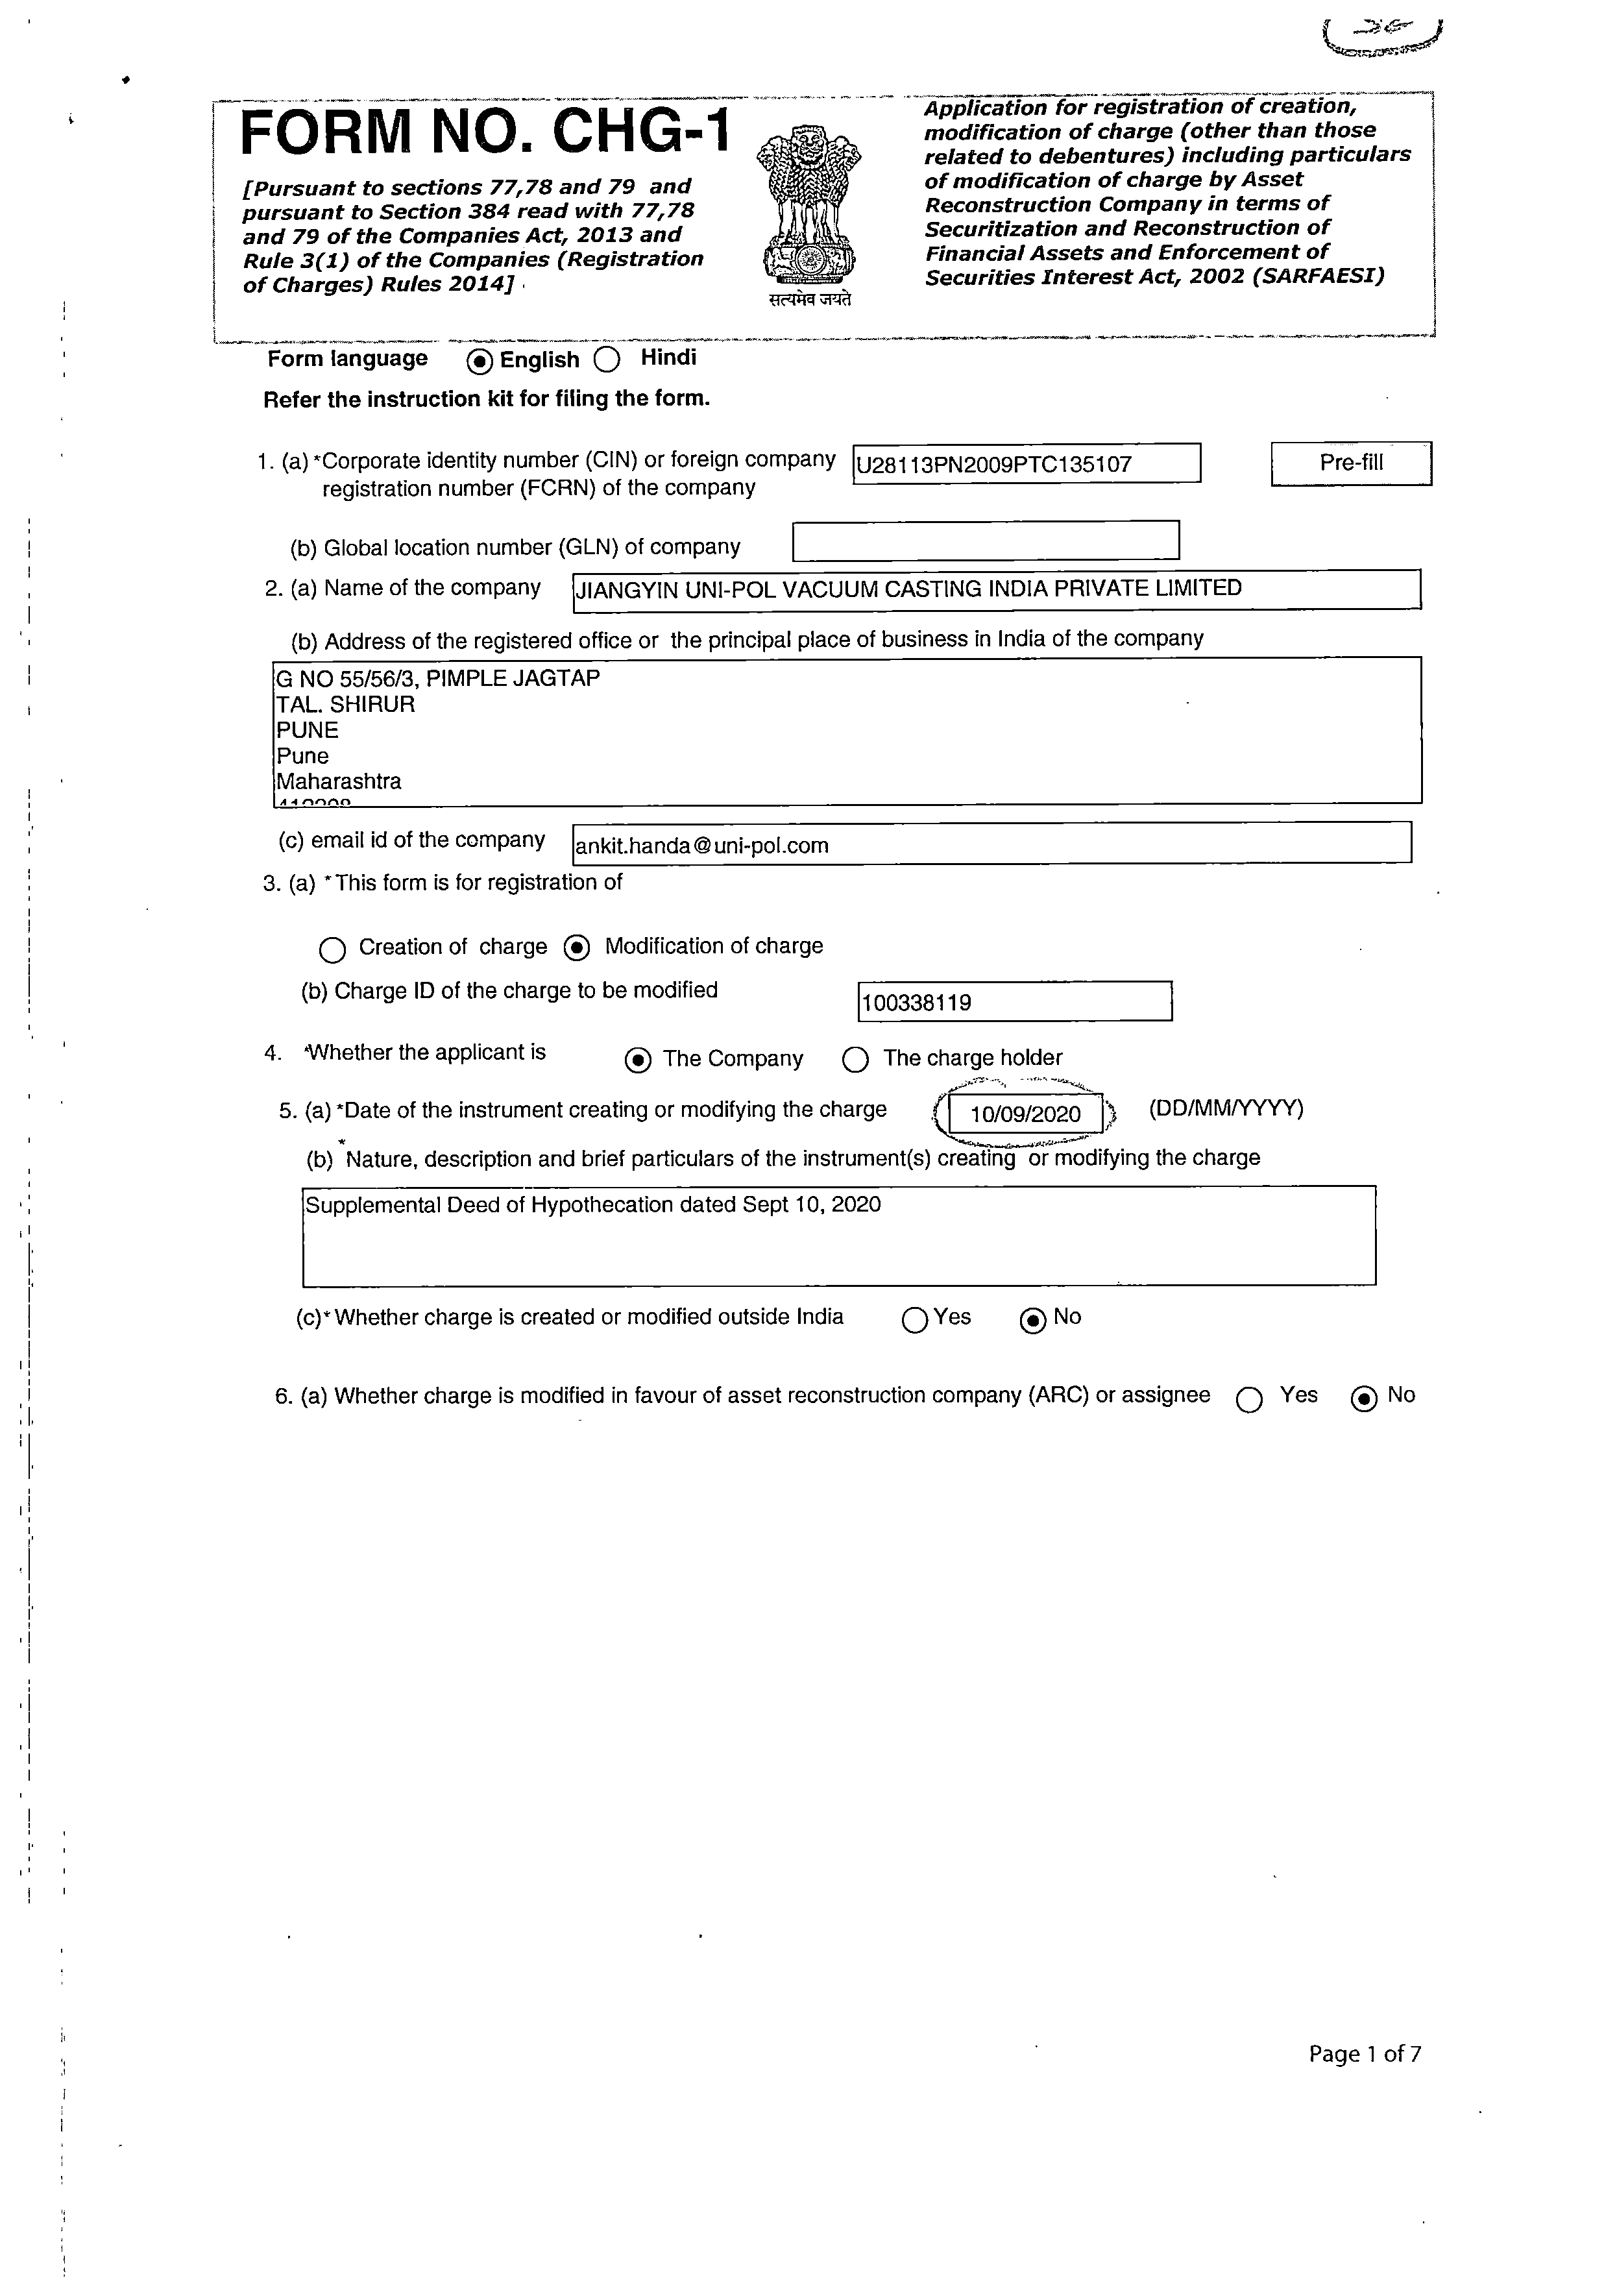 FORM NO. CHG-1
[Pursuant to sections 77,78 and 79 and
pursuant to Section 384 read with 77,78
and 79 of the Companies Act, 2013 and
Rule 3(1) of the Companies (Registration
of Charges) Rules 2014]
सत्यमेव जयते
Application for registration of creation,
modification of charge (other than those
related to debentures) including particulars
of modification of charge by Asset
Reconstruction Company in terms of
Securitization and Reconstruction of
Financial Assets and Enforcement of
Securities Interest Act, 2002 (SARFAESI)
Form language English Hindi
Refer the instruction kit for filing the form.
1. (a) *Corporate identity number (CIN) or foreign company U28113PN2009PTC135107 Pre-fill
registration number (FCRN) of the company
(b) Global location number (GLN) of company
2. (a) Name of the company JIANGYIN UNI-POL VACUUM CASTING INDIA PRIVATE LIMITED
(b) Address of the registered office or the principal place of business in India of the company
G NO 55/56/3, PIMPLE JAGTAP
TAL. SHIRUR
PUNE
Pune
Maharashtra
(c) email id of the company ankit.handa@uni-pol.com
3. (a) *This form is for registration of
Creation of charge Modification of charge
(b) Charge ID of the charge to be modified 100338119
4. *Whether the applicant is The Company The charge holder
5. (a) *Date of the instrument creating or modifying the charge 10/09/2020 (DD/MM/YYYY)
(b) * Nature, description and brief particulars of the instrument(s) creating or modifying the charge
Supplemental Deed of Hypothecation dated Sept 10, 2020
(c)* Whether charge is created or modified outside India Yes No
6. (a) Whether charge is modified in favour of asset reconstruction company (ARC) or assignee Yes No
Page 1 of 7